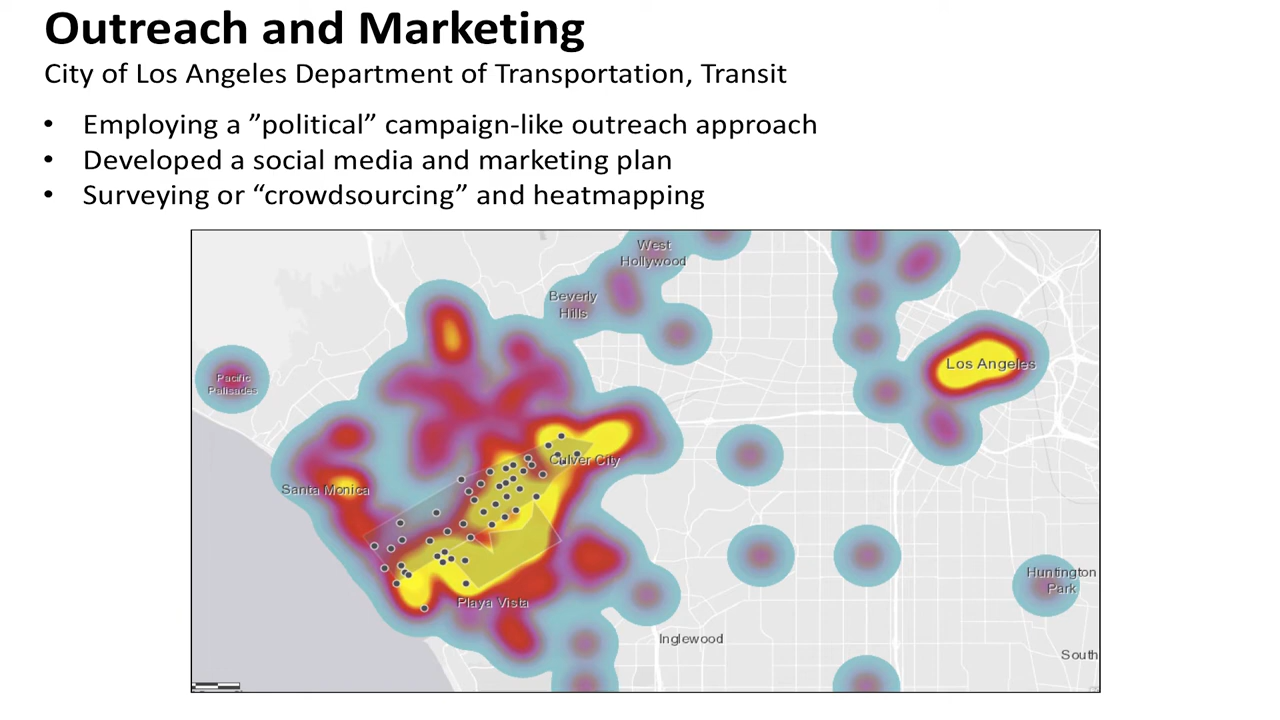 Outreach and Marketing
City of Los Angeles Department of Transportation, Transit
• Employing a ”political” campaign-like outreach approach
• Developed a social media and marketing plan
• Surveying or “crowdsourcing” and heatmapping
West
Hollywood
Beverly
Hills
Pacific
Palisades
Los Angeles
Culver City
Santa Monica
Huntington
Park
Playa Vista
Inglewood
South